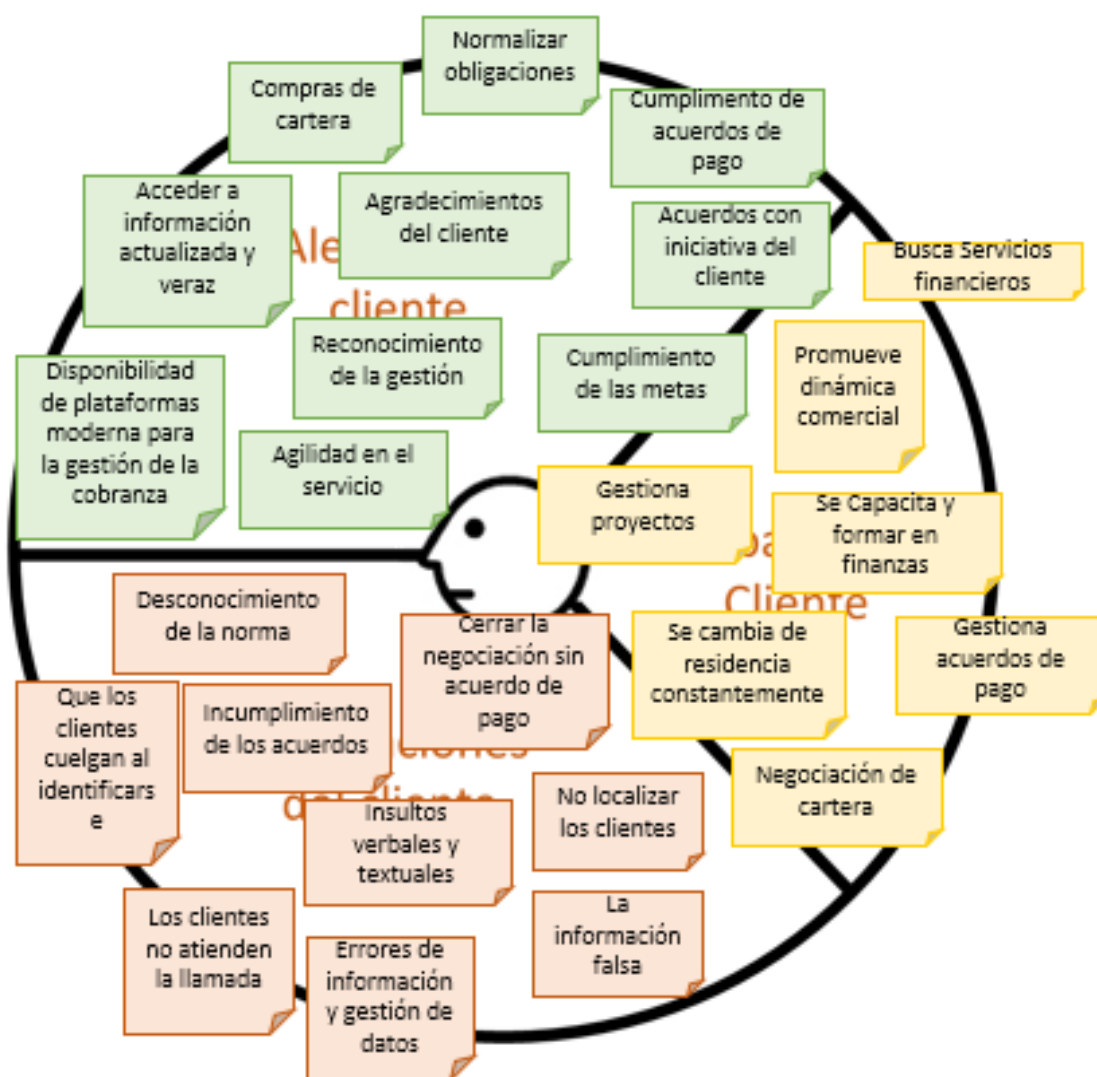 Normalizar
obligaciones
Compras de
cartera
Cumplimento de
acuerdos de
pago
Acceder a
información
actualizada y
veraz
Agradecimientos
del cliente
Acuerdos con
iniciativa del
cliente
cliente
Busca Servicios
financieros
Disponibilidad
de plataformas
moderna para
la gestión de la
cobranza
Reconocimiento
de la gestión
Cumplimiento
de las metas
Promueve
dinámica
comercial
Agilidad en el
servicio
Gestiona
proyectos
Se Capacita y
formar en
finanzas
Cliente
Desconocimiento
de la norma
Cerrar la
negociación sin
acuerdo de
pago
Se cambia de
residencia
constantemente
Gestiona
acuerdos de
pago
Que los
clientes
cuelgan al
identificars
e
Incumplimiento
de los acuerdos
del cliente
Insultos
verbales y
textuales
No localizar
los clientes
Negociación de
cartera
Los clientes
no atienden
la llamada
Errores de
información
y gestión de
datos
La
información
falsa